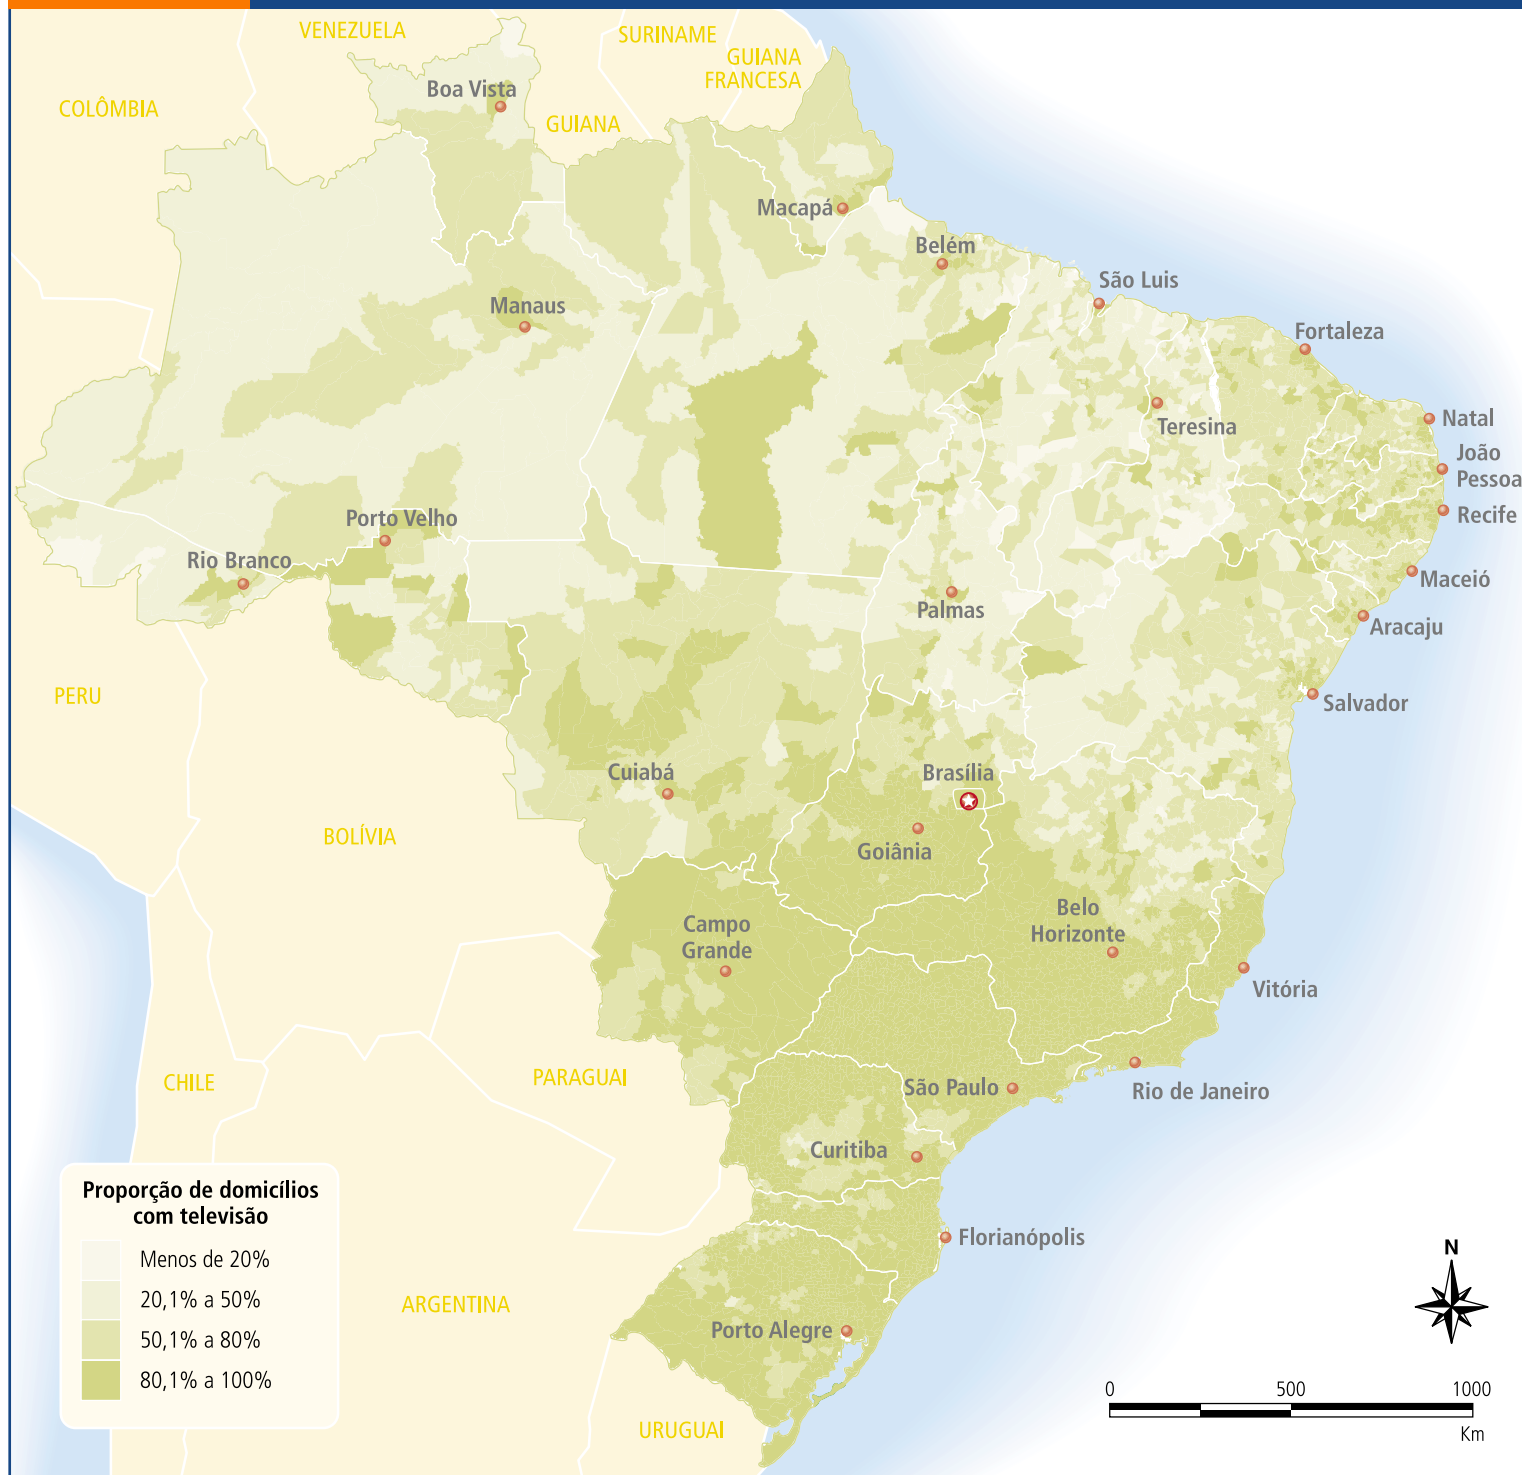 VENEZUELA
SURINAME
GUIANA
FRANCESA
COLÔMBIA
Boa Vista
GUIANA
Macapá
Belém
São Luis
Manaus
Fortaleza
Natal
Teresina
João
Pessoa
Recife
Porto Velho
Rio Branco
Maceió
Palmas
Aracaju
PERU
Salvador
Cuiabá
Brasília
BOLÍVIA
Goiânia
Belo
Horizonte
Campo
Grande
Vitória
CHILE
PARAGUAI
São Paulo
Rio de Janeiro
Curitiba
Proporção de domicílios
com televisão
Menos de 20%
20,1% a 50%
50,1% a 80%
80,1% a 100%
Florianópolis
ARGENTINA
Porto Alegre
URUGUAI
N
0 500 1000
Km